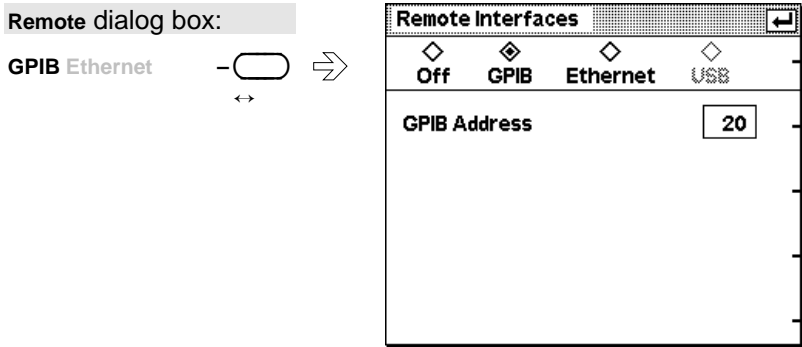 Remote dialog box:
GPIB Ethernet
Remote Interfaces
Off GPIB Ethernet USB
GPIB Address 20